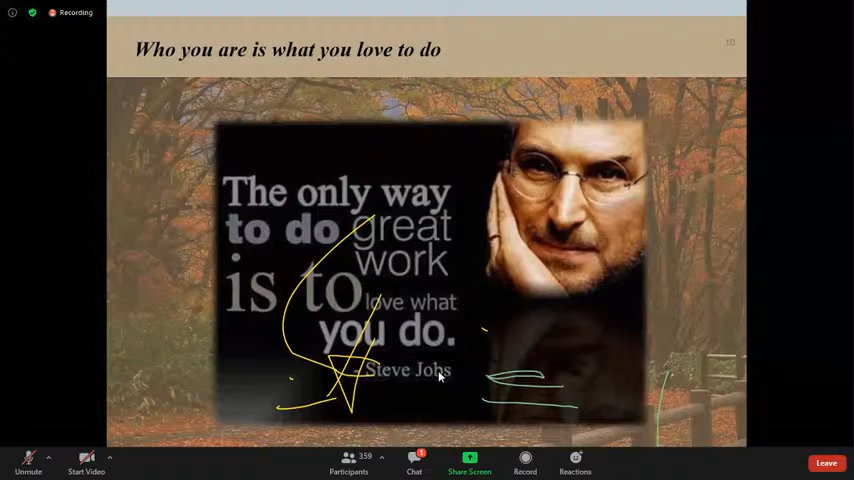 Recording
Who you are is what you love to do
10
The only way
to do great
work
is to
love what
you do.
- Steve Jobs
359
1
Unmute
Start Video
Participants
Chat
Share Screen
Record
Reactions
Leave